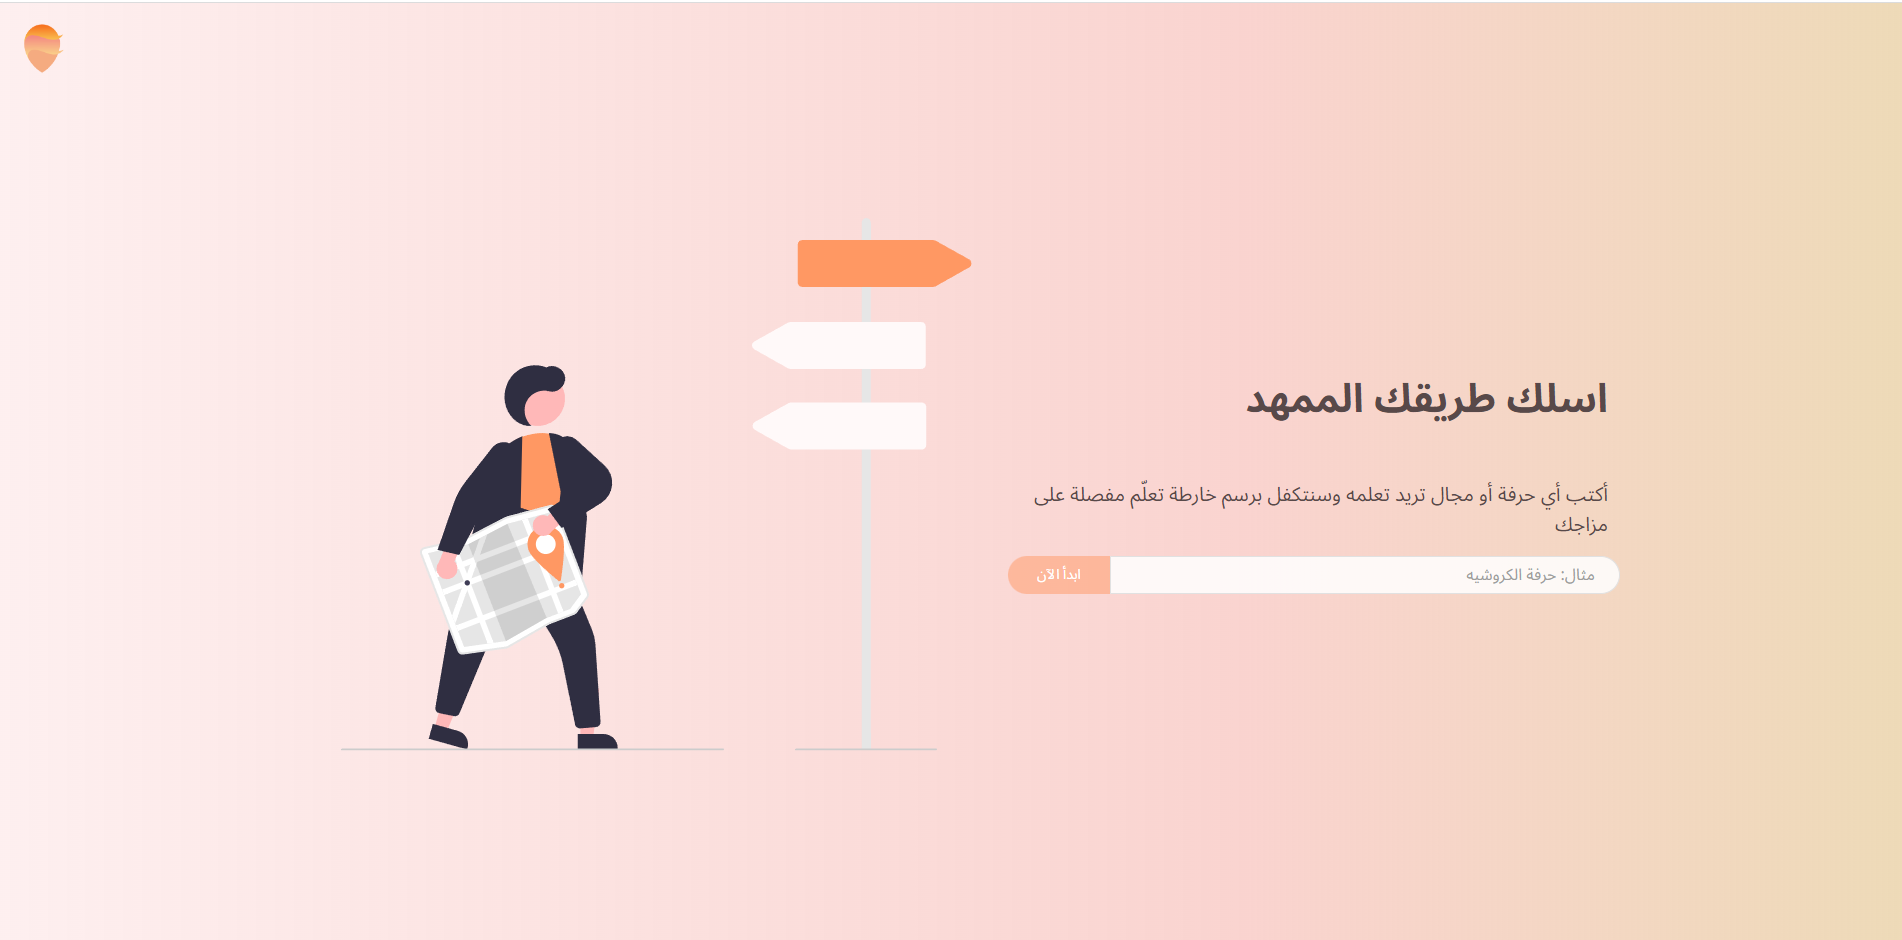 اسلك طريقك الممهد
أكتب أي حرفة أو مجال تريد تعلمه وسنتكفل برسم خارطة تعلّم مفصلة على
مزاجك
مثال: حرفة الكروشيه
ابدأ الآن